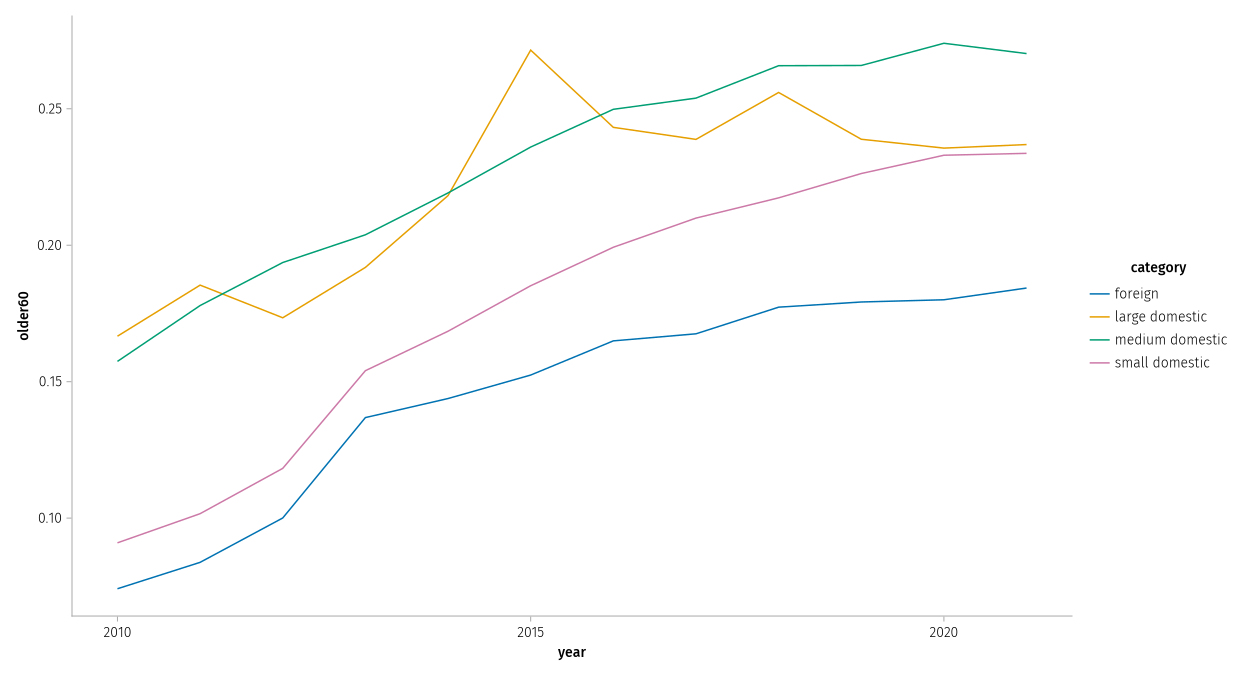 older60
0.25
0.20
0.15
0.10
2010
2015
2020
year
category
foreign
large domestic
medium domestic
small domestic